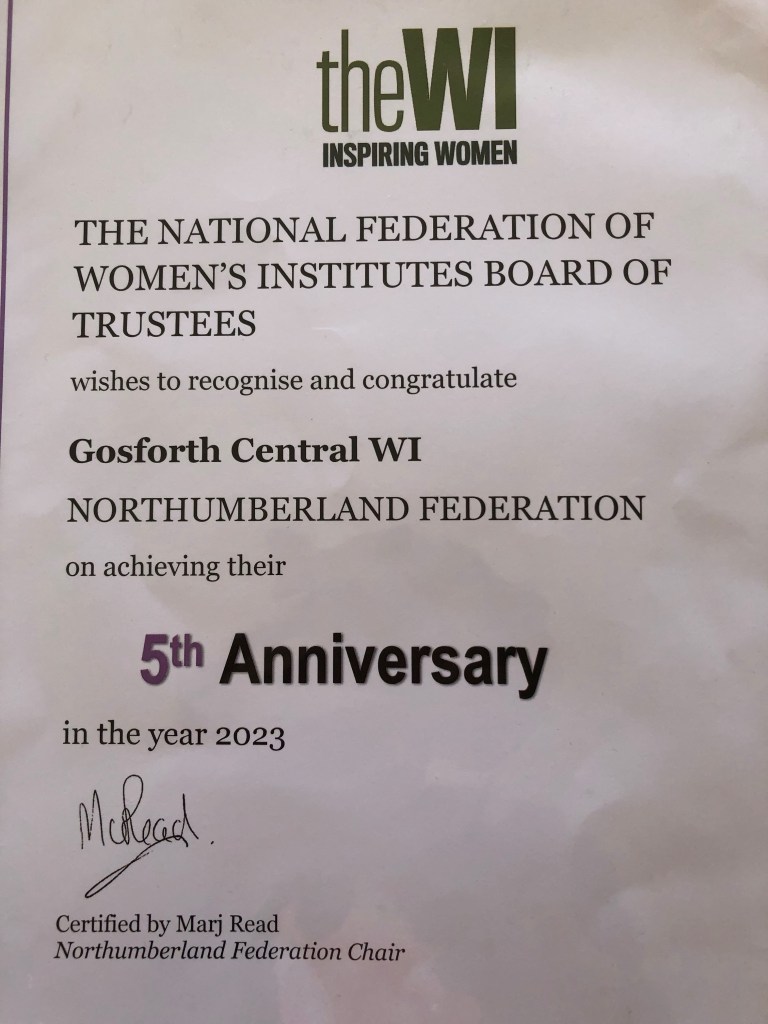 theWI
INSPIRING WOMEN
THE NATIONAL FEDERATION OF
WOMEN’S INSTITUTES BOARD OF
TRUSTEES
wishes to recognise and congratulate
Gosforth Central WI
NORTHUMBERLAND FEDERATION
on achieving their
5th Anniversary
in the year 2023
McRead.
Certified by Marj Read
Northumberland Federation Chair